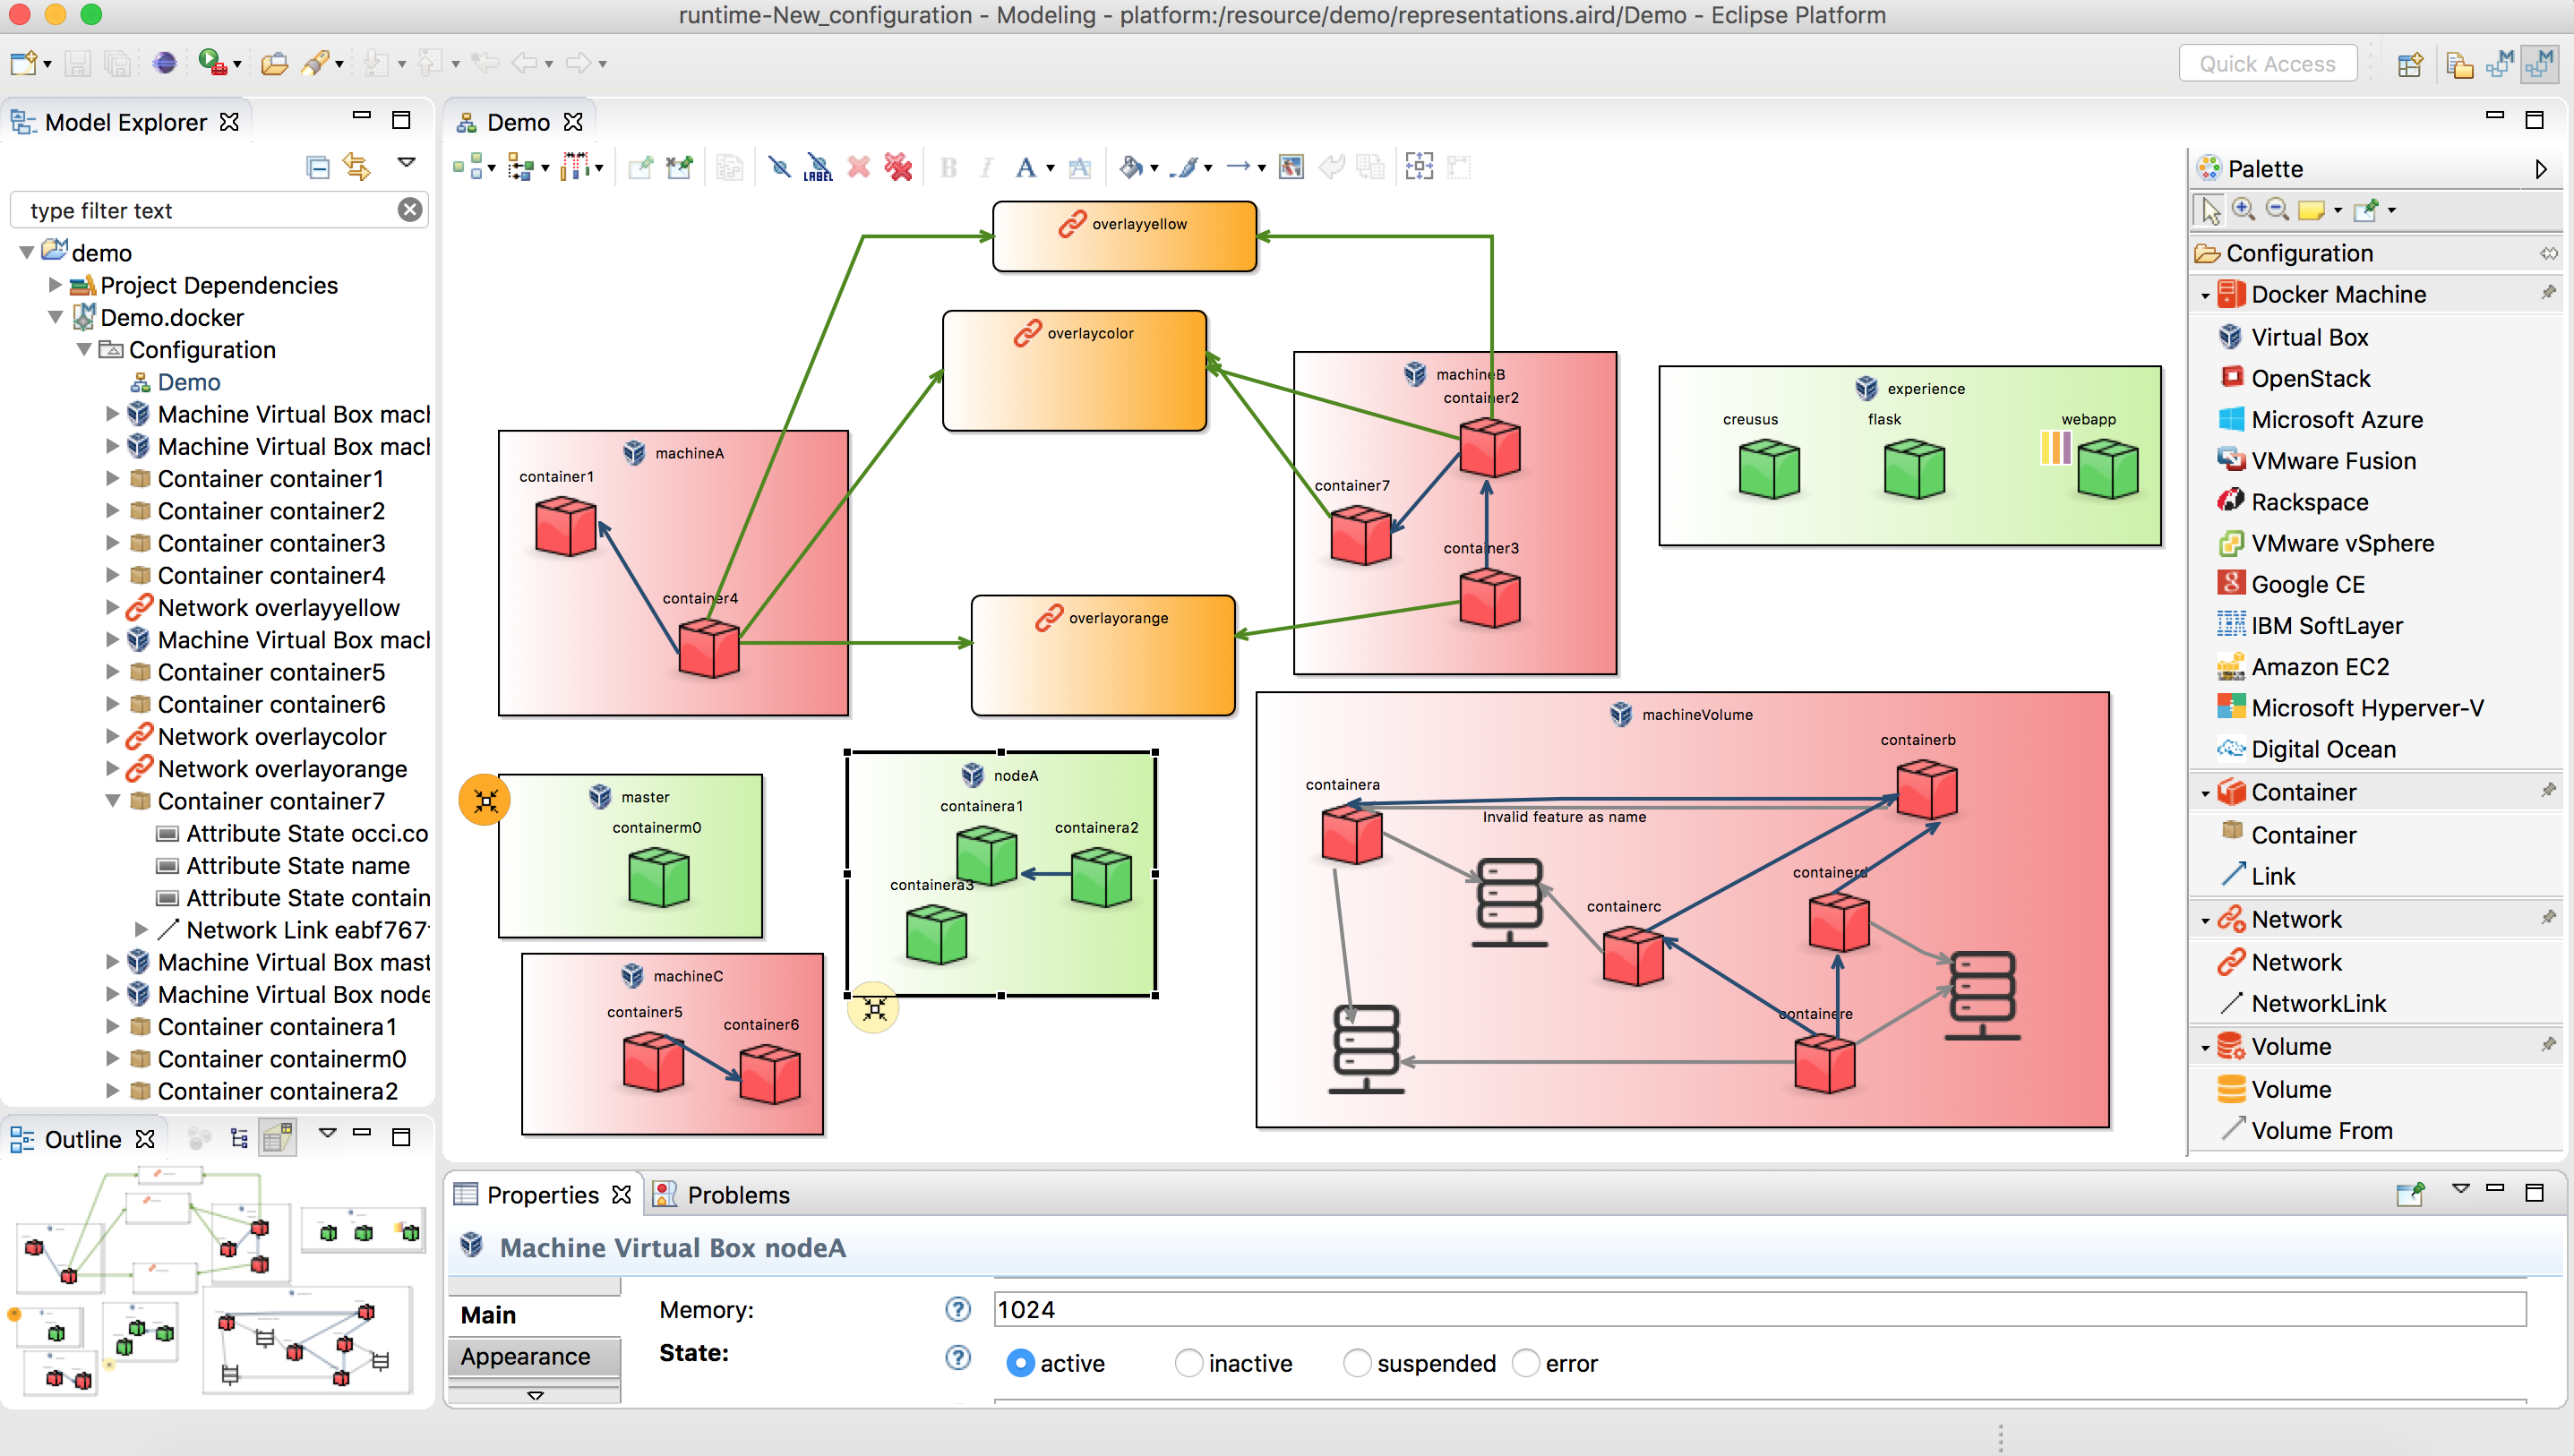 runtime-New_configuration - Modeling - platform:/resource/demo/representations.aird/Demo - Eclipse Platform
Quick Access
Model Explorer
type filter text
demo
Project Dependencies
Demo.docker
Configuration
Demo
Machine Virtual Box mach
Machine Virtual Box mach
Container container1
Container container2
Container container3
Container container4
Network overlayyellow
Machine Virtual Box mach
Container container5
Container container6
Network overlaycolor
Network overlayorange
Container container7
Attribute State occi.co
Attribute State name
Attribute State contain
Network Link eabf767
Machine Virtual Box mast
Machine Virtual Box node
Container containera1
Container containerm0
Container containera2
Outline
Demo
LABEL
B I A A
overlayyellow
overlaycolor
overlayorange
machineA
container1
container4
machineB
container2
container7
container3
experience
creusus
flask
webapp
master
containerm0
nodeA
containera1
containera2
containera3
machineC
container5
container6
machineVolume
containerb
containera
Invalid feature as name
containerd
containerc
containere
Palette
Configuration
Docker Machine
Virtual Box
OpenStack
Microsoft Azure
VMware Fusion
Rackspace
VMware vSphere
Google CE
IBM SoftLayer
Amazon EC2
Microsoft Hyperver-V
Digital Ocean
Container
Container
Link
Network
Network
NetworkLink
Volume
Volume
Volume From
Properties
Problems
Machine Virtual Box nodeA
Main
Appearance
Memory:
1024
State:
active
inactive
suspended
error